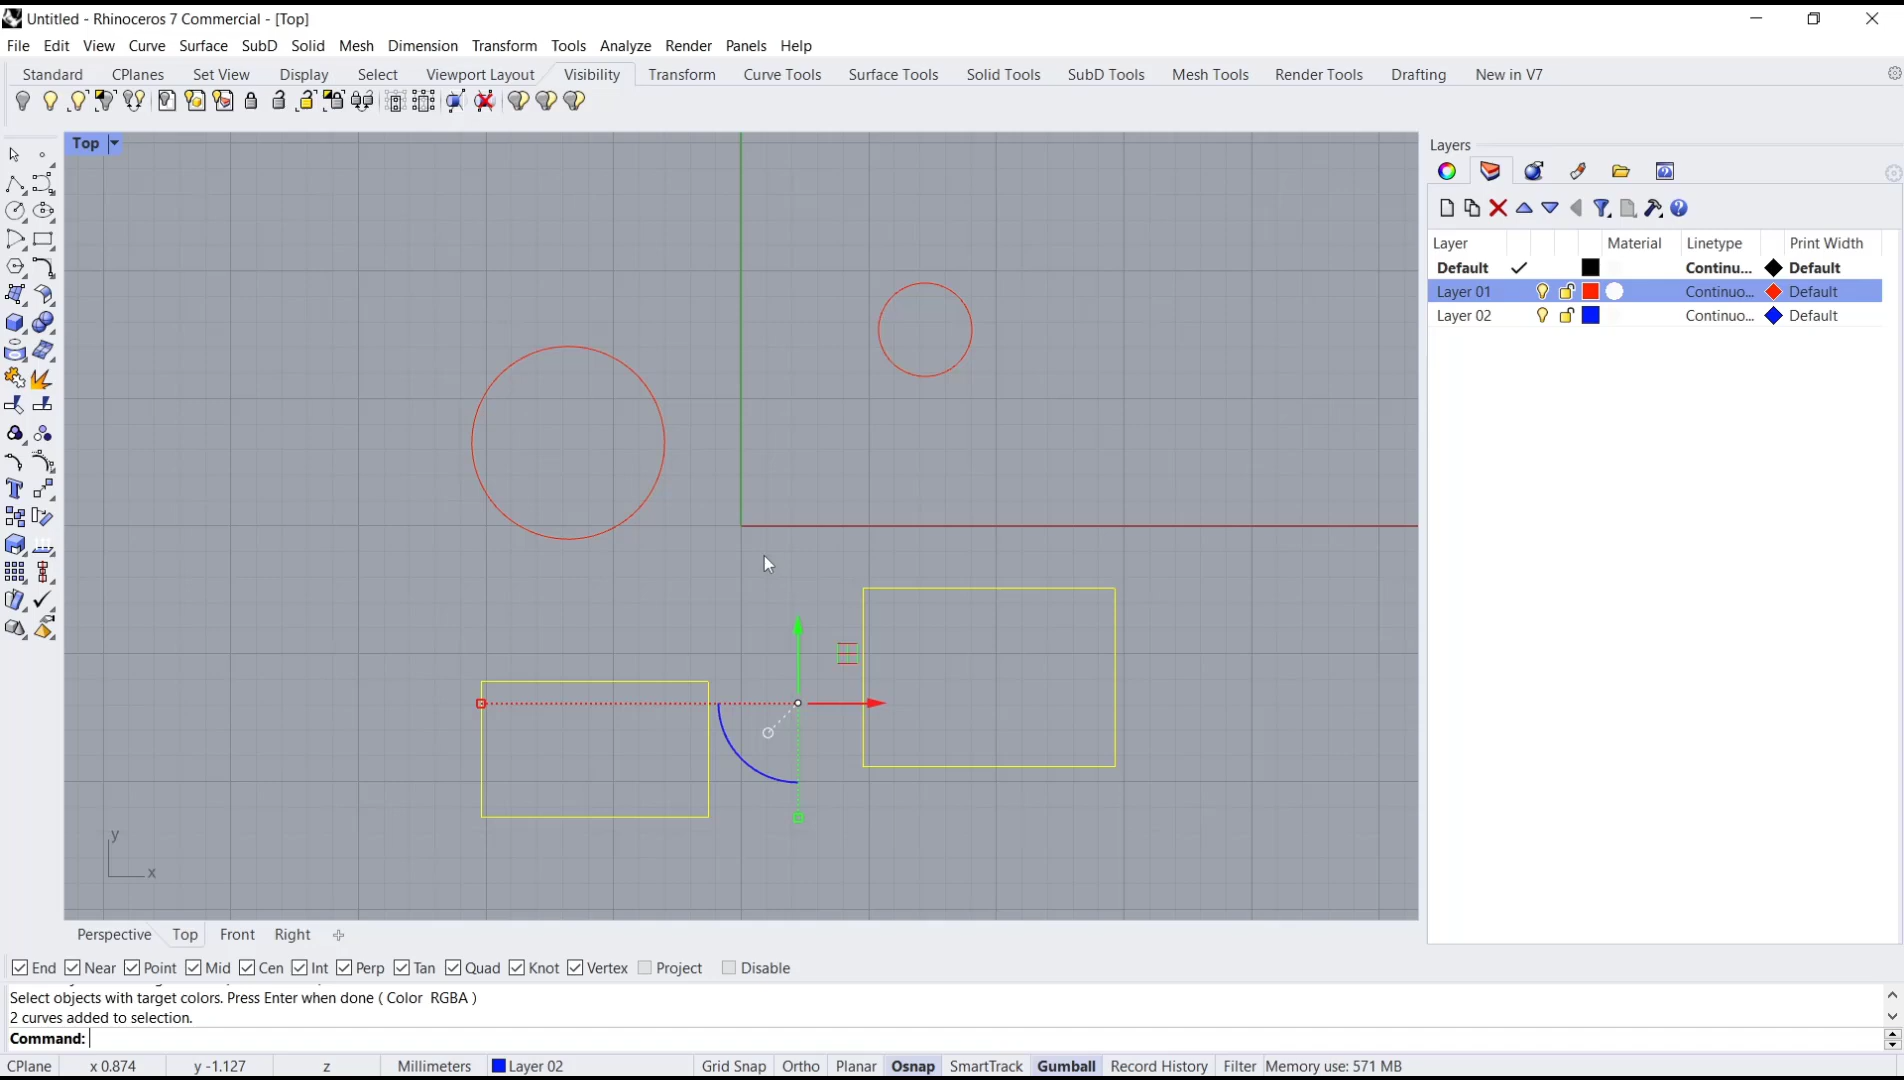 Untitled - Rhinoceros 7 Commercial - [Top]
File Edit View Curve Surface SubD Solid Mesh Dimension Transform Tools Analyze Render Panels Help
Standard CPlanes Set View Display Select Viewport Layout Visibility Transform Curve Tools Surface Tools Solid Tools SubD Tools Mesh Tools Render Tools Drafting New in V7
Top
Layers
Layer Material Linetype Print Width
Default Continu... Default
Layer 01 Continuo... Default
Layer 02 Continuo... Default
y
x
Perspective Top Front Right
End Near Point Mid Cen Int Perp Tan Quad Knot Vertex Project Disable
Select objects with target colors. Press Enter when done ( Color RGBA )
2 curves added to selection.
Command:
CPlane x 0.874 y -1.127 z Millimeters Layer 02 Grid Snap Ortho Planar Osnap SmartTrack Gumball Record History Filter Memory use: 571 MB